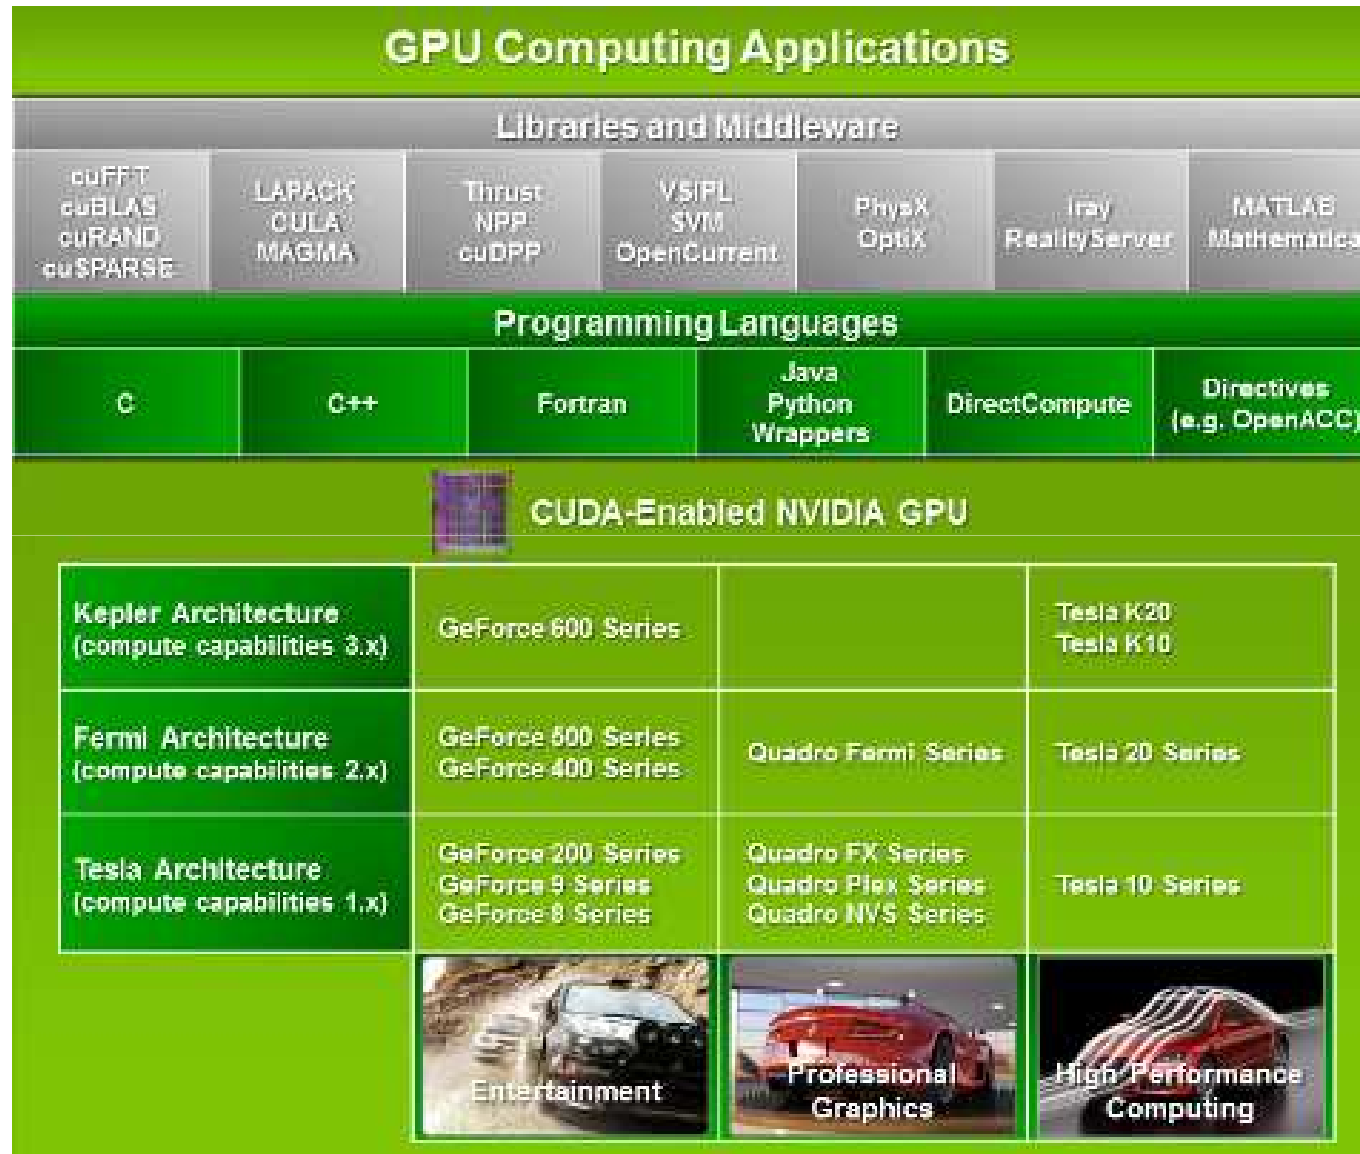 GPU Computing Applications
Libraries and Middleware
cuFFT
cuBLAS
cuRAND
cuSPARSE
LAPACK
CULA
MAGMA
Thrust
NPP
cuDPP
VSIPL
SVM
OpenCurrent
PhysX
OptiX
iray
RealityServer
MATLAB
Mathematica
Programming Languages
C
C++
Fortran
Java
Python
Wrappers
DirectCompute
Directives
(e.g. OpenACC)
CUDA-Enabled NVIDIA GPU
Kepler Architecture
(compute capabilities 3.x)
GeForce 600 Series
Tesla K20
Tesla K10
Fermi Architecture
(compute capabilities 2.x)
GeForce 500 Series
GeForce 400 Series
Quadro Fermi Series
Tesla 20 Series
Tesla Architecture
(compute capabilities 1.x)
GeForce 200 Series
GeForce 9 Series
GeForce 8 Series
Quadro FX Series
Quadro Plex Series
Quadro NVS Series
Tesla 10 Series
Entertainment
Professional
Graphics
High Performance
Computing